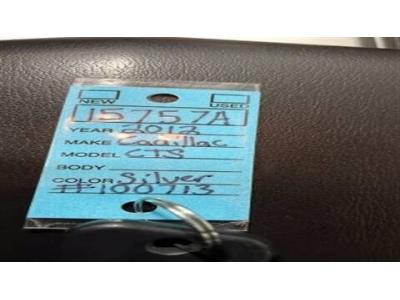 NEW USED
15757A
YEAR 2012
MAKE Cadillac
MODEL CTS
BODY
COLOR Silver
#100713